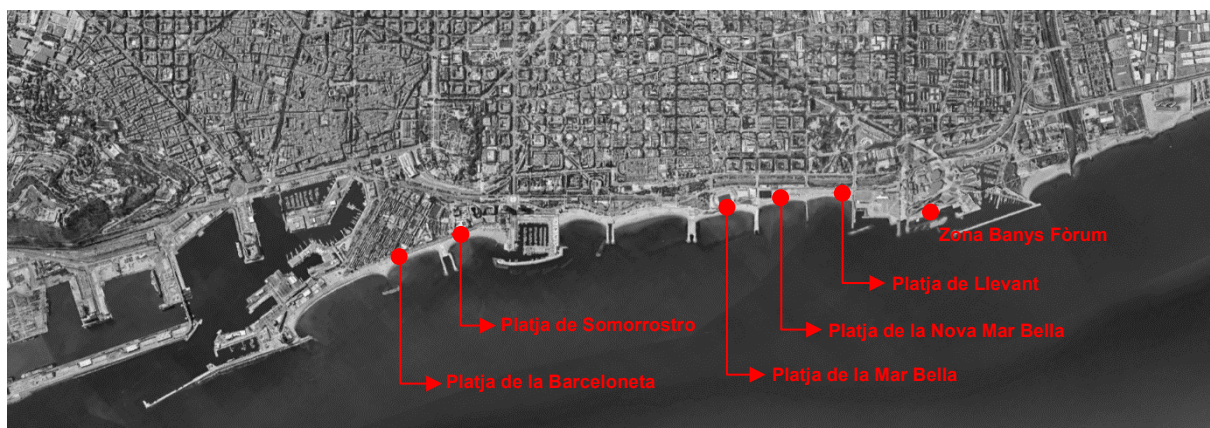 Zona Banys Fòrum
Platja de Llevant
Platja de Somorrostro
Platja de la Nova Mar Bella
Platja de la Barceloneta
Platja de la Mar Bella